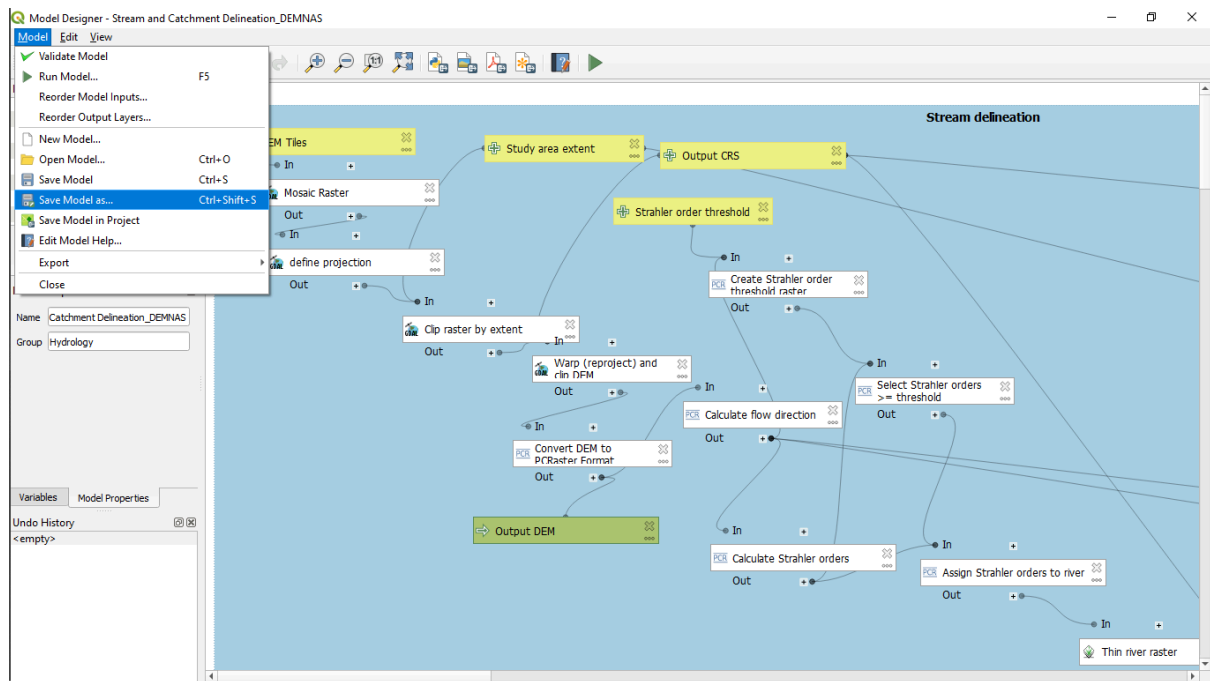 Model Designer - Stream and Catchment Delineation_DEMNAS
Model Edit View
Validate Model
Run Model... F5
Reorder Model Inputs...
Reorder Output Layers...
New Model...
Open Model... Ctrl+O
Save Model Ctrl+S
Save Model as... Ctrl+Shift+S
Save Model in Project
Edit Model Help...
Export
Close
Name Catchment Delineation_DEMNAS
Group Hydrology
Variables Model Properties
Undo History
<empty>
Stream delineation
EM Tiles
In
Mosaic Raster
Out
In
define projection
Out
Study area extent
Output CRS
Strahler order threshold
In
Create Strahler order
threshold raster
Out
In
Clip raster by extent
Out
In
Warp (reproject) and
clip DEM
Out
In
Select Strahler orders
>= threshold
Out
In
Calculate flow direction
Out
In
Convert DEM to
PCRaster Format
Out
Output DEM
In
Calculate Strahler orders
Out
In
Assign Strahler orders to river
Out
In
Thin river raster